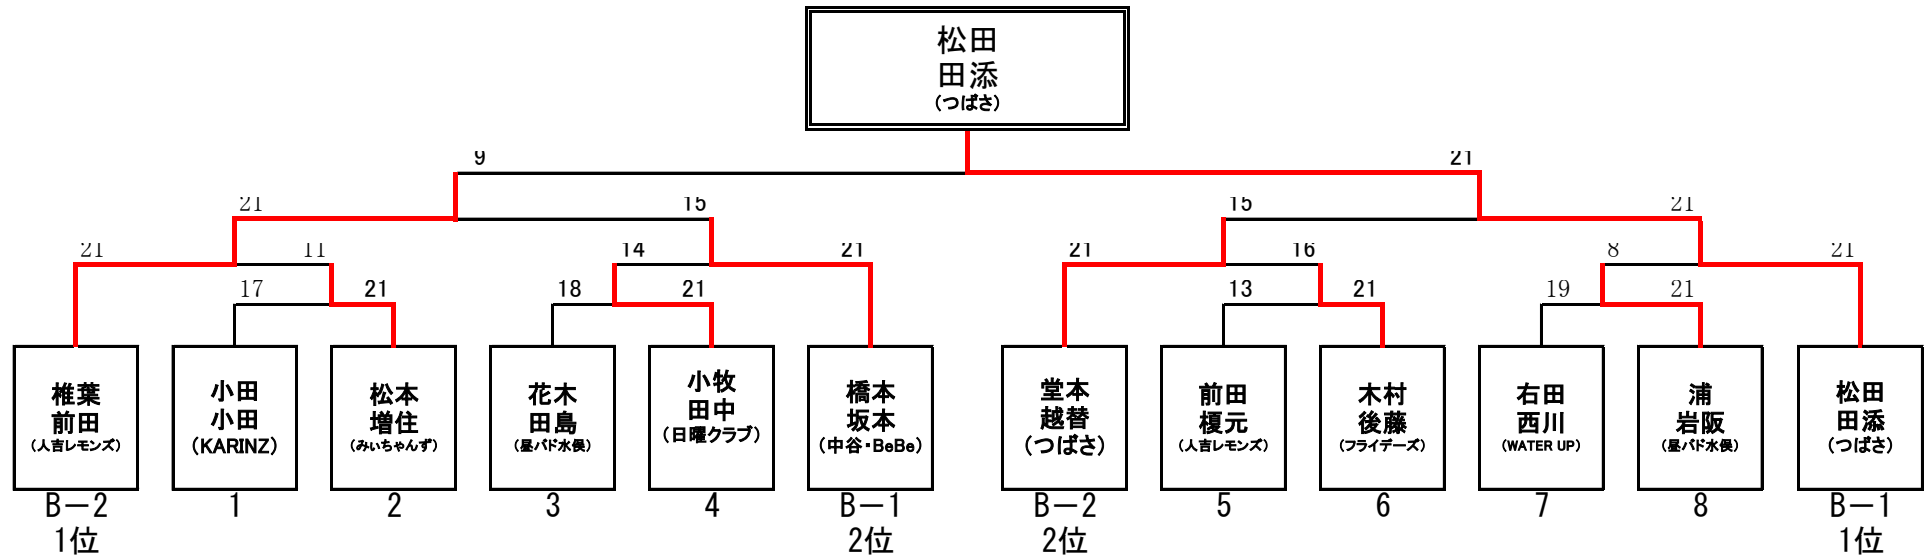 松田
田添
(つばさ)
9 21
21 15 15 21
21 11 14 21 21 16 8 21
17 21 18 21 13 21 19 21
椎葉
前田
(人吉レモンズ)
小田
小田
(KARINZ)
松本
増住
(みぃちゃんず)
花木
田島
(昼バド水俣)
小牧
田中
(日曜クラブ)
橋本
坂本
(中谷・BeBe)
堂本
越替
(つばさ)
前田
榎元
(人吉レモンズ)
木村
後藤
(フライデーズ)
右田
西川
(WATER UP)
浦
岩阪
(昼バド水俣)
松田
田添
(つばさ)
B－2 1 2 3 4 B－1 B－2 5 6 7 8 B－1
1位 2位 2位 1位